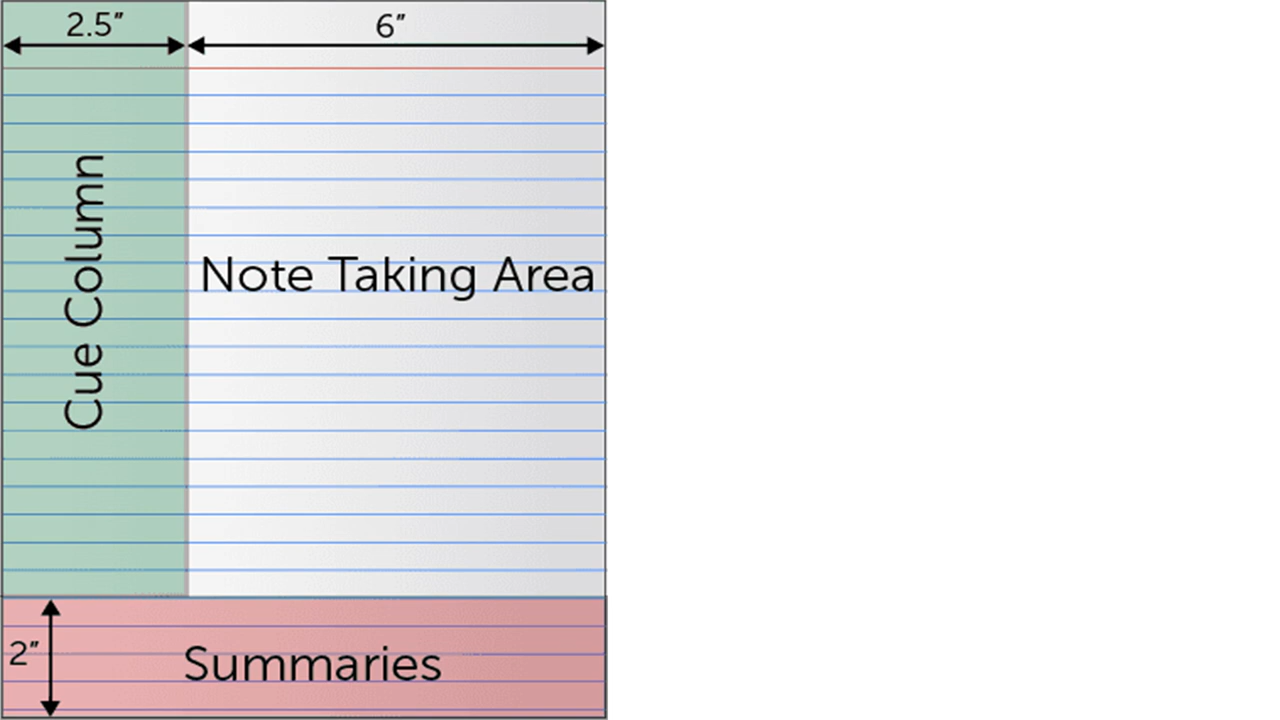 2.5″ 6″
Cue Column
Note Taking Area
2″
Summaries